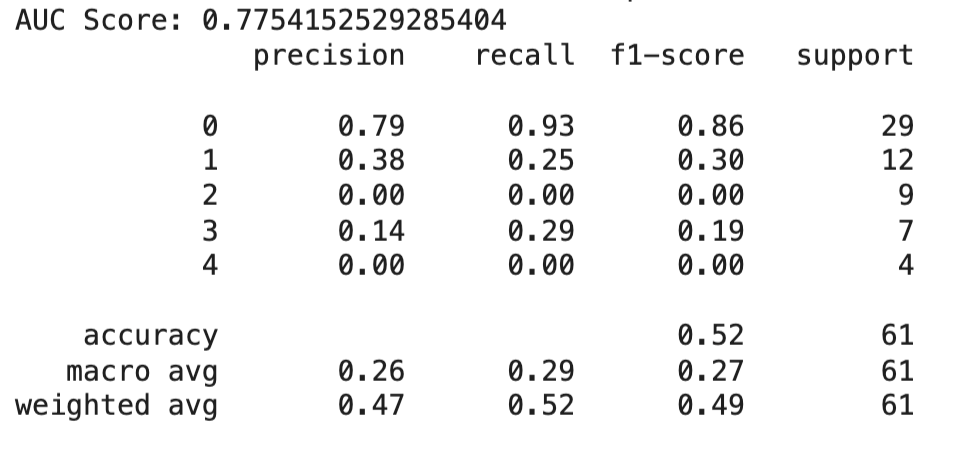 AUC Score: 0.7754152529285404
precision recall f1-score support
0 0.79 0.93 0.86 29
1 0.38 0.25 0.30 12
2 0.00 0.00 0.00 9
3 0.14 0.29 0.19 7
4 0.00 0.00 0.00 4
accuracy 0.52 61
macro avg 0.26 0.29 0.27 61
weighted avg 0.47 0.52 0.49 61